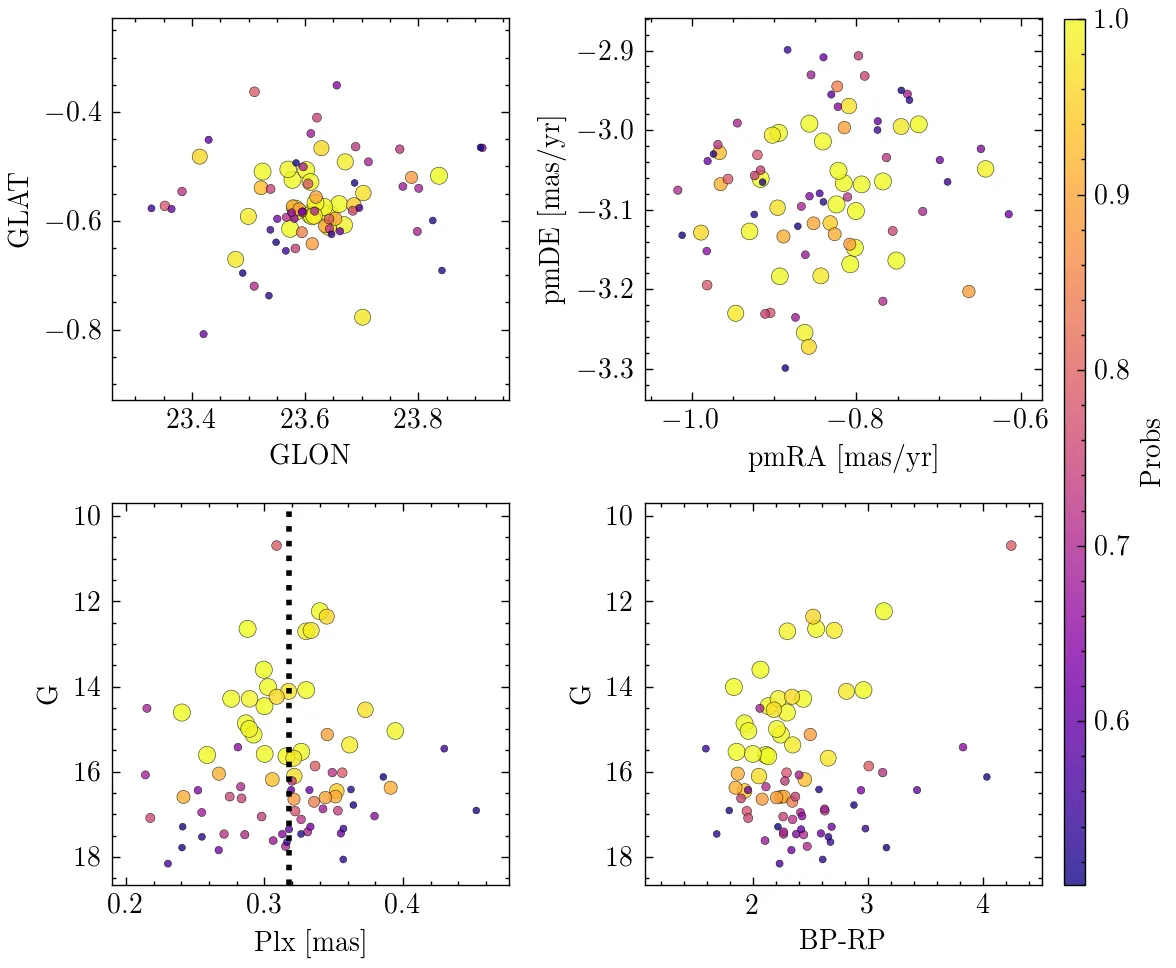 −0.4
−0.6
−0.8
GLAT
23.4 23.6 23.8
GLON
−2.9
−3.0
−3.1
−3.2
−3.3
pmDE [mas/yr]
−1.0 −0.8 −0.6
pmRA [mas/yr]
1.0
0.9
0.8
0.7
0.6
Probs
10
12
14
16
18
G
0.2 0.3 0.4
Plx [mas]
10
12
14
16
18
G
2 3 4
BP-RP